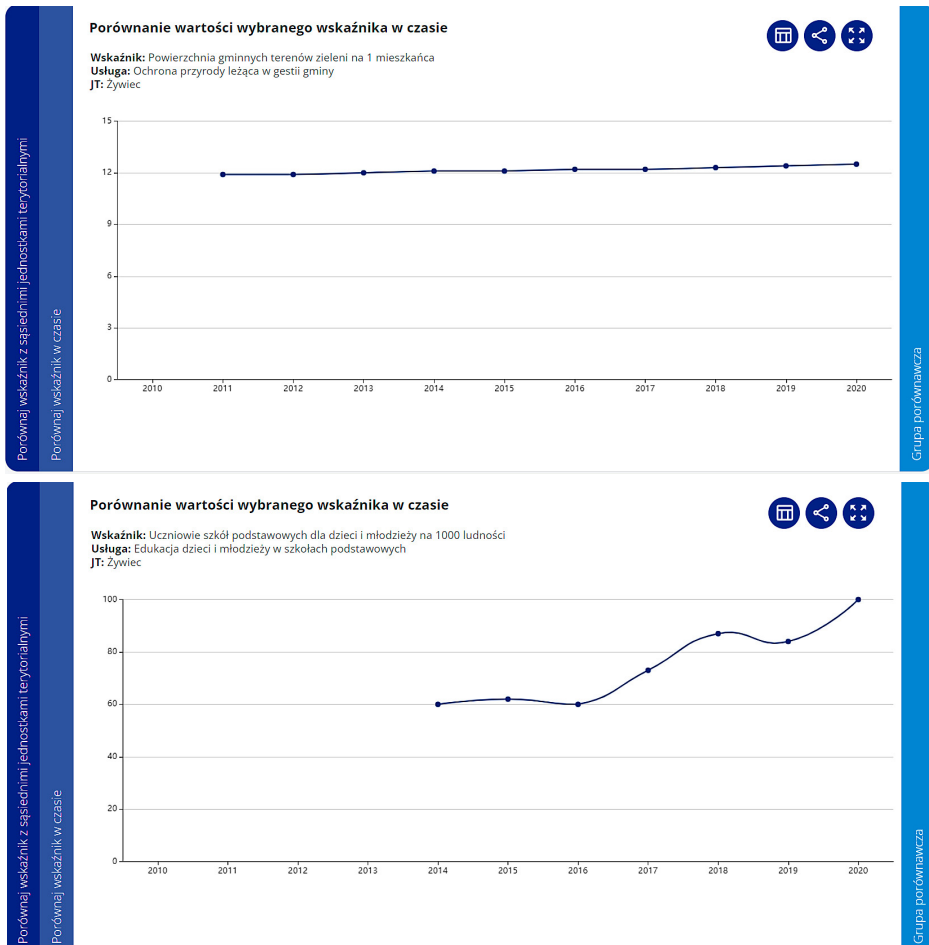 Porównanie wartości wybranego wskaźnika w czasie
Wskaźnik: Powierzchnia gminnych terenów zieleni na 1 mieszkańca
Usługa: Ochrona przyrody leżąca w gestii gminy
JT: Żywiec
Porównaj wskaźnik z sąsiednimi jednostkami terytorialnymi
Porównaj wskaźnik w czasie
15
12
9
6
3
0
2010 2011 2012 2013 2014 2015 2016 2017 2018 2019 2020
Grupa porównawcza
Porównanie wartości wybranego wskaźnika w czasie
Wskaźnik: Uczniowie szkół podstawowych dla dzieci i młodzieży na 1000 ludności
Usługa: Edukacja dzieci i młodzieży w szkołach podstawowych
JT: Żywiec
Porównaj wskaźnik z sąsiednimi jednostkami terytorialnymi
Porównaj wskaźnik w czasie
100
80
60
40
20
0
2010 2011 2012 2013 2014 2015 2016 2017 2018 2019 2020
Grupa porównawcza